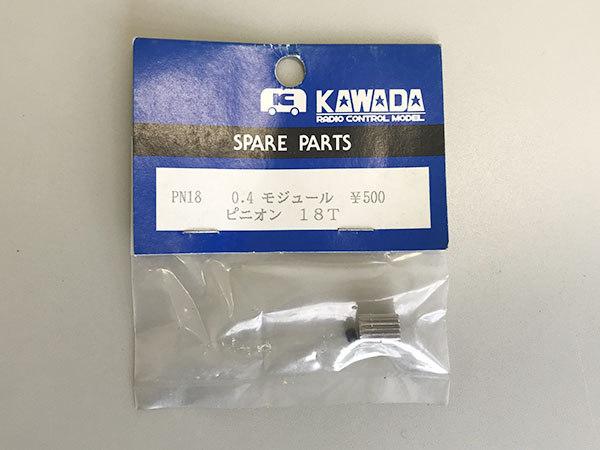 KAWADA
RADIO CONTROL MODEL
SPARE PARTS
PN18 0.4 モジュール ¥500
ピニオン 18T